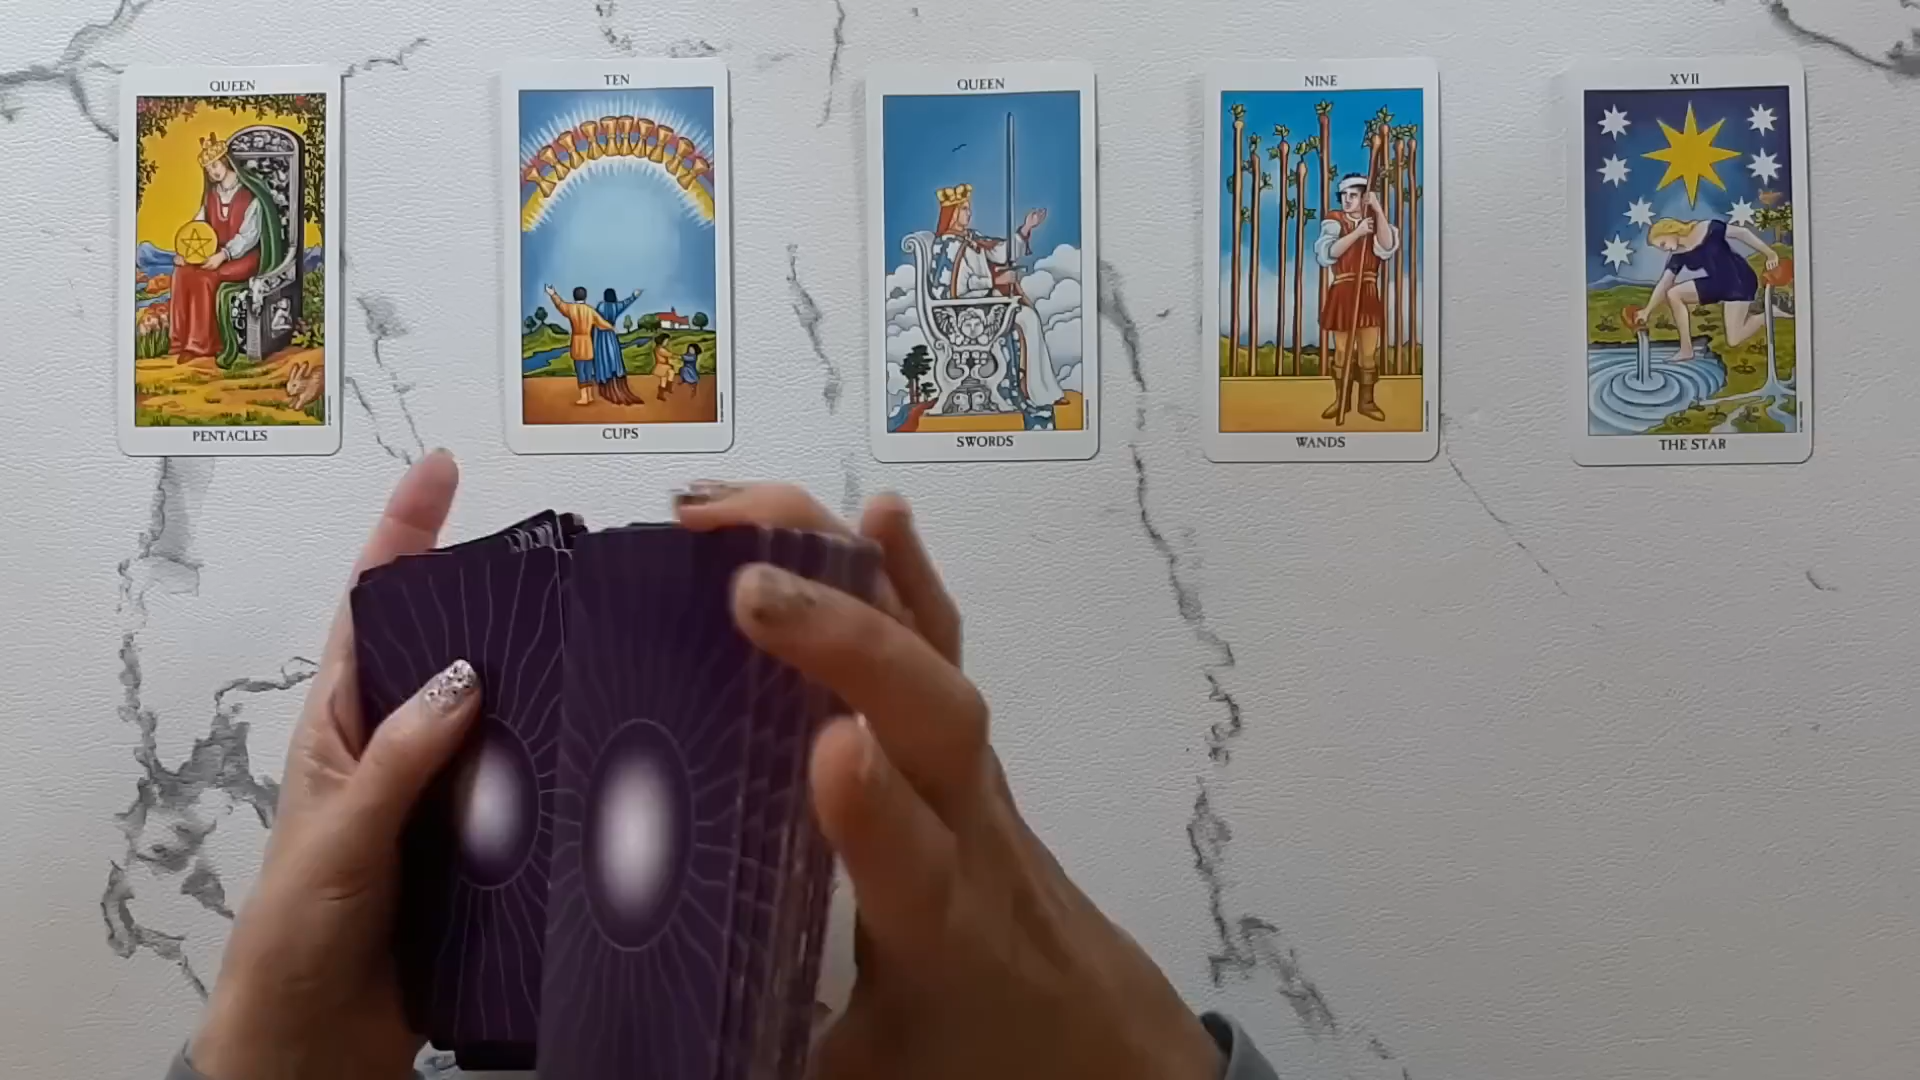 QUEEN
PENTACLES
TEN
CUPS
QUEEN
SWORDS
NINE
WANDS
XVII
THE STAR